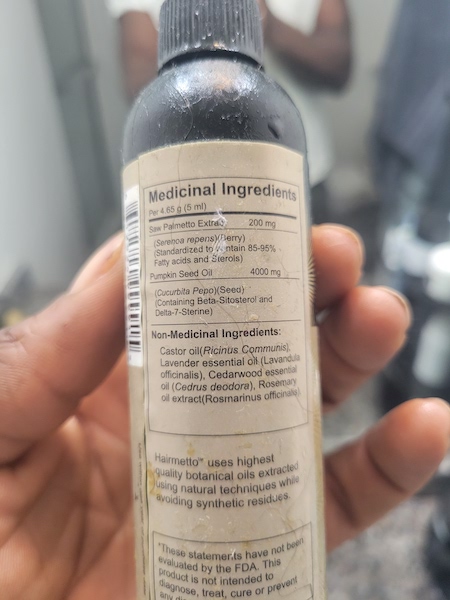 Medicinal Ingredients
Per 4.65 g (5 ml)
Saw Palmetto Extract 200 mg
(Serenoa repens)(Berry)
(Standardized to contain 85-95%
Fatty acids and Sterols)
Pumpkin Seed Oil 4000 mg
(Cucurbita Pepo)(Seed)
(Containing Beta-Sitosterol and
Delta-7-Sterine)
Non-Medicinal Ingredients:
Castor oil(Ricinus Communis),
Lavender essential oil (Lavandula
officinalis), Cedarwood essential
oil (Cedrus deodora), Rosemary
oil extract(Rosmarinus officinalis)
Hairmetto™ uses highest
quality botanical oils extracted
using natural techniques while
avoiding synthetic residues.
*These statements have not been
evaluated by the FDA. This
product is not intended to
diagnose, treat, cure or prevent
any